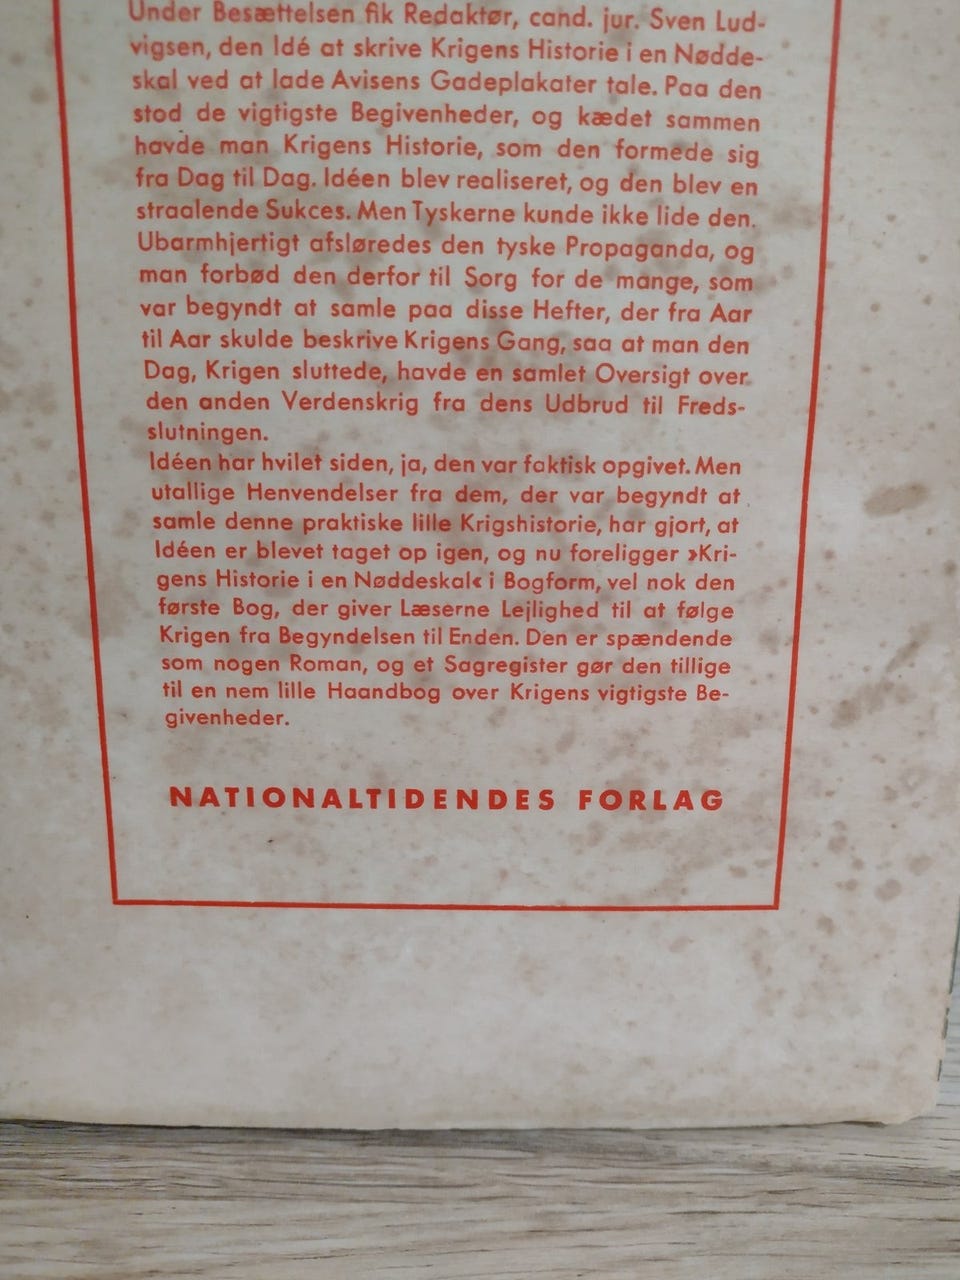 Under Besættelsen fik Redaktør, cand. jur. Sven Lud-
vigsen, den Idé at skrive Krigens Historie i en Nødde-
skal ved at lade Avisens Gadeplakater tale. Paa den
stod de vigtigste Begivenheder, og kædet sammen
havde man Krigens Historie, som den formede sig
fra Dag til Dag. Idéen blev realiseret, og den blev en
straalende Sukces. Men Tyskerne kunde ikke lide den.
Ubarmhjertigt afsløredes den tyske Propaganda, og
man forbød den derfor til Sorg for de mange, som
var begyndt at samle paa disse Hefter, der fra Aar
til Aar skulde beskrive Krigens Gang, saa at man den
Dag, Krigen sluttede, havde en samlet Oversigt over
den anden Verdenskrig fra dens Udbrud til Freds-
slutningen.
Idéen har hvilet siden, ja, den var faktisk opgivet. Men
utallige Henvendelser fra dem, der var begyndt at
samle denne praktiske lille Krigshistorie, har gjort, at
Idéen er blevet taget op igen, og nu foreligger »Kri-
gens Historie i en Nøddeskal« i Bogform, vel nok den
første Bog, der giver Læserne Lejlighed til at følge
Krigen fra Begyndelsen til Enden. Den er spændende
som nogen Roman, og et Sagregister gør den tillige
til en nem lille Haandbog over Krigens vigtigste Be-
givenheder.
NATIONALTIDENDES FORLAG